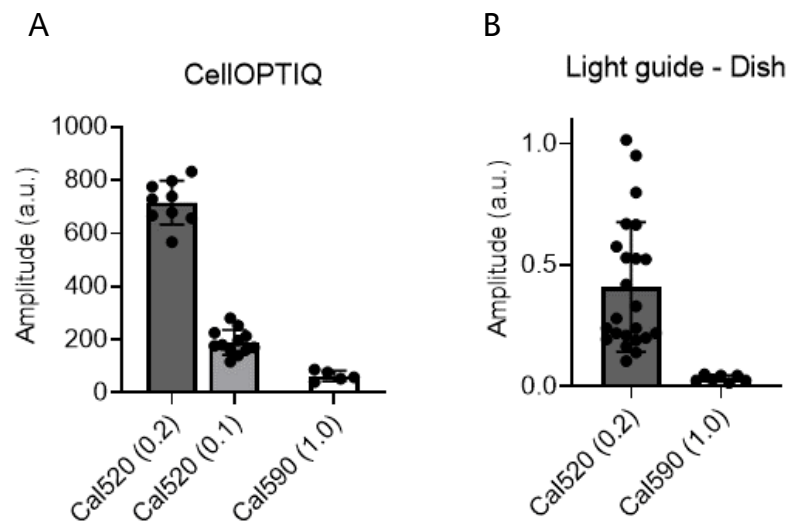 A
B
CellOPTIQ
Light guide - Dish
Amplitude (a.u.)
1000
800
600
400
200
0
Cal520 (0.2)
Cal520 (0.1)
Cal590 (1.0)
Amplitude (a.u.)
1.0
0.5
0.0
Cal520 (0.2)
Cal590 (1.0)